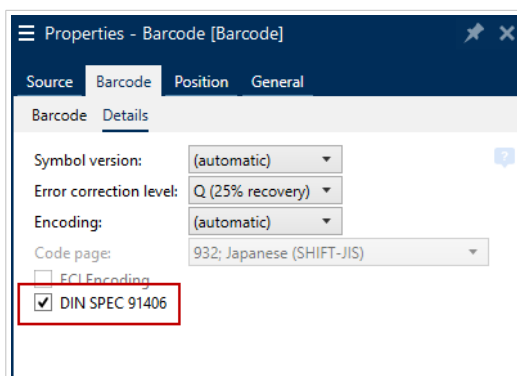 Properties - Barcode [Barcode]
Source Barcode Position General
Barcode Details
Symbol version: (automatic)
?
Error correction level: Q (25% recovery)
Encoding: (automatic)
Code page: 932; Japanese (SHIFT-JIS)
ECI Encoding
DIN SPEC 91406